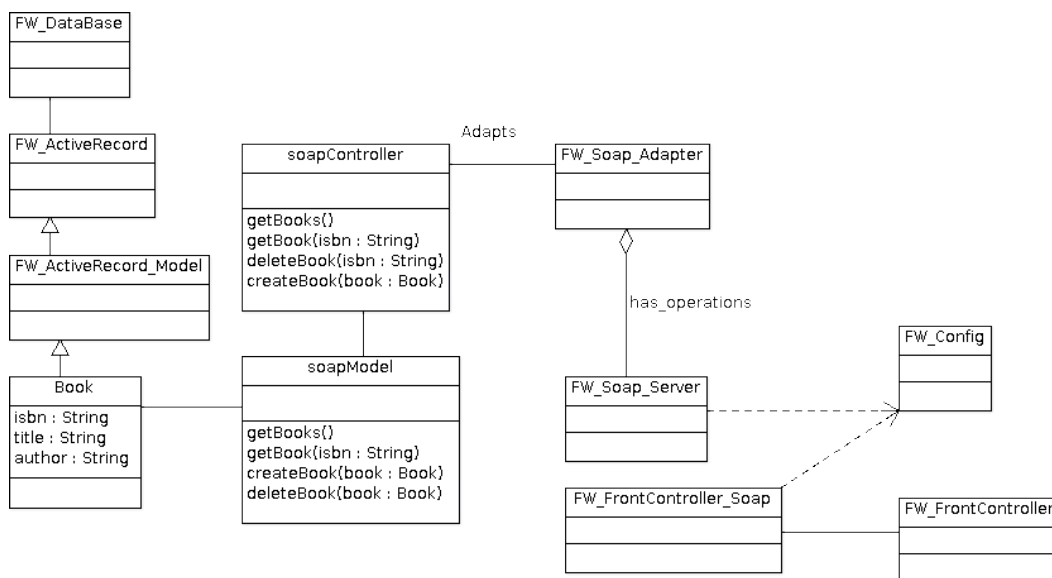 FW_DataBase
FW_ActiveRecord
FW_ActiveRecord_Model
Book
isbn : String
title : String
author : String
soapController
getBooks()
getBook(isbn : String)
deleteBook(isbn : String)
createBook(book : Book)
soapModel
getBooks()
getBook(isbn : String)
createBook(book : Book)
deleteBook(book : Book)
Adapts
FW_Soap_Adapter
has_operations
FW_Soap_Server
FW_Config
FW_FrontController_Soap
FW_FrontController